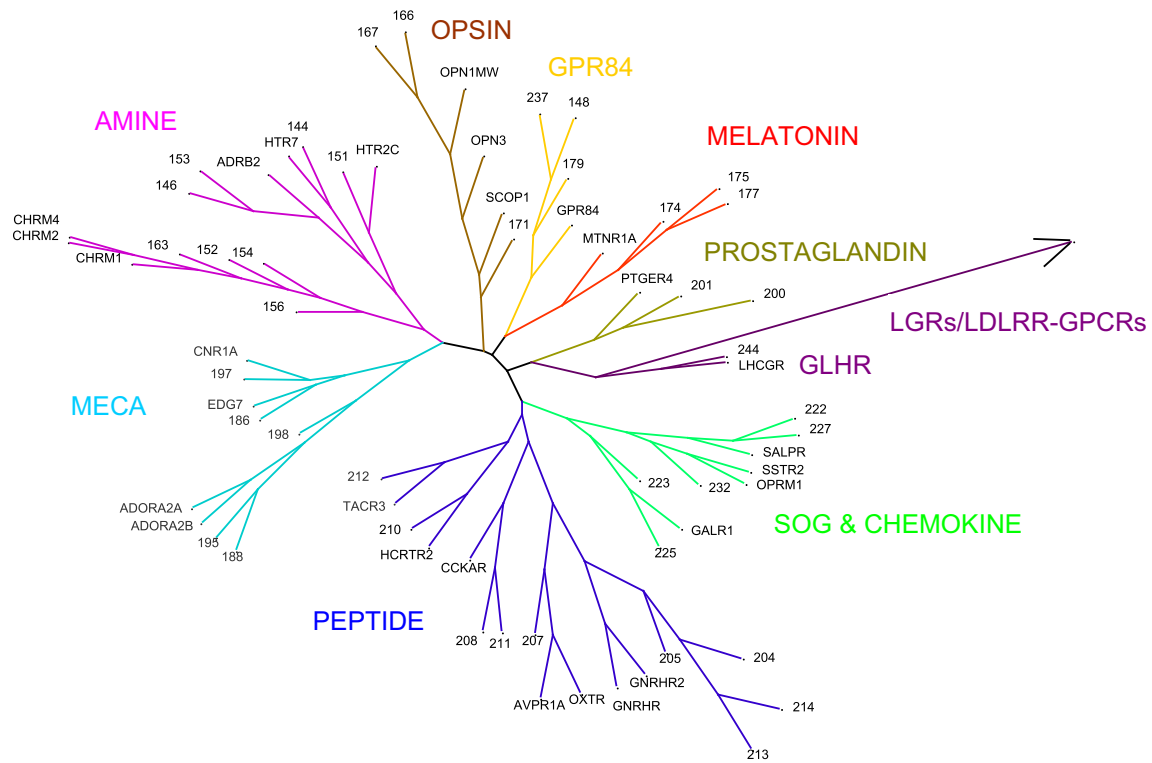 166
167
OPSIN
GPR84
OPN1MW
237
148
AMINE
144
HTR7
151
HTR2C
OPN3
MELATONIN
153
ADRB2
146
179
175
177
SCOP1
GPR84
174
171
CHRM4
CHRM2
CHRM1
163
152
154
MTNR1A
PROSTAGLANDIN
PTGER4
201
200
156
LGRs/LDLRR-GPCRs
CNR1A
197
244
LHCGR
GLHR
MECA
EDG7
186
198
222
227
SALPR
SSTR2
OPRM1
212
223
232
TACR3
ADORA2A
ADORA2B
195
188
210
HCRTR2
CCKAR
GALR1
225
SOG & CHEMOKINE
PEPTIDE
208
211
207
205
204
GNRHR2
AVPR1A
OXTR
GNRHR
214
213